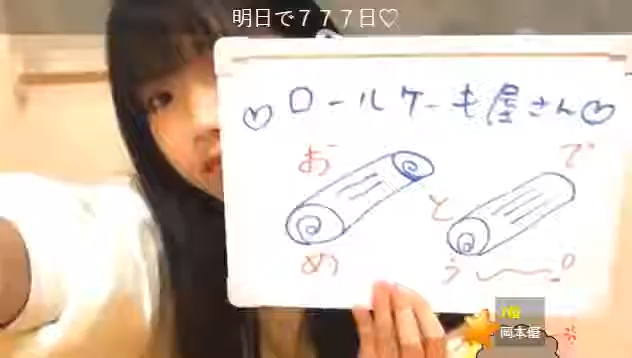 明日で777日♡
♡ロールケーキ屋さん♡
お
で
と
め
う〜〜。
岡本優